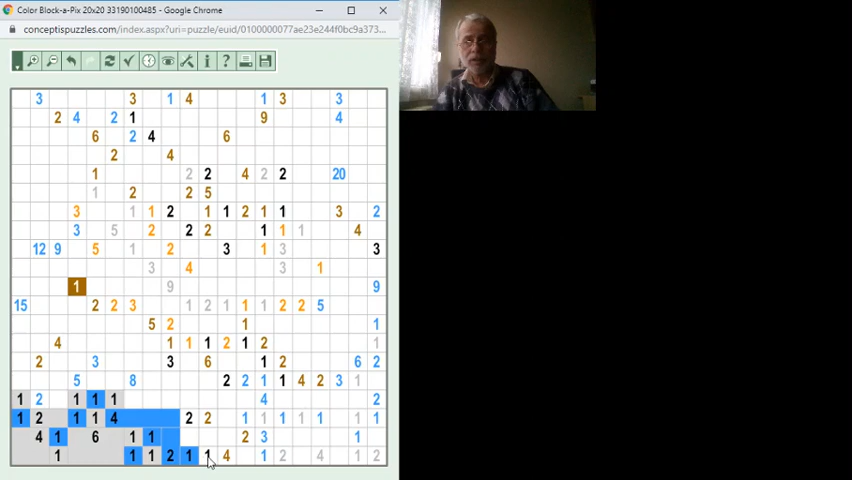 Color Block-a-Pix 20x20 33190100485 - Google Chrome
conceptispuzzles.com/index.aspx?uri=puzzle/euid/0100000077ae23e244f0bc9a373...
3 3 1 4 1 3 3
2 4 2 1 9 4
6 2 4 6
2 4
1 2 2 4 2 2 20
1 2 2 5
3 1 1 2 1 1 2 1 1 3 2
3 5 2 2 2 1 1 1 4
12 9 5 1 2 3 1 3 3
3 4 3 1
1 9 9
15 2 2 3 1 2 1 1 1 2 2 5
5 2 1 1
4 1 1 1 2 1 2 1
2 3 3 6 1 2 6 2
5 8 2 2 1 1 4 2 3 1
1 2 1 1 1 4 2
1 2 1 1 4 2 2 1 1 1 1 1 1 1
4 1 6 1 1 2 3 1
1 1 1 2 1 1 4 1 2 4 1 2